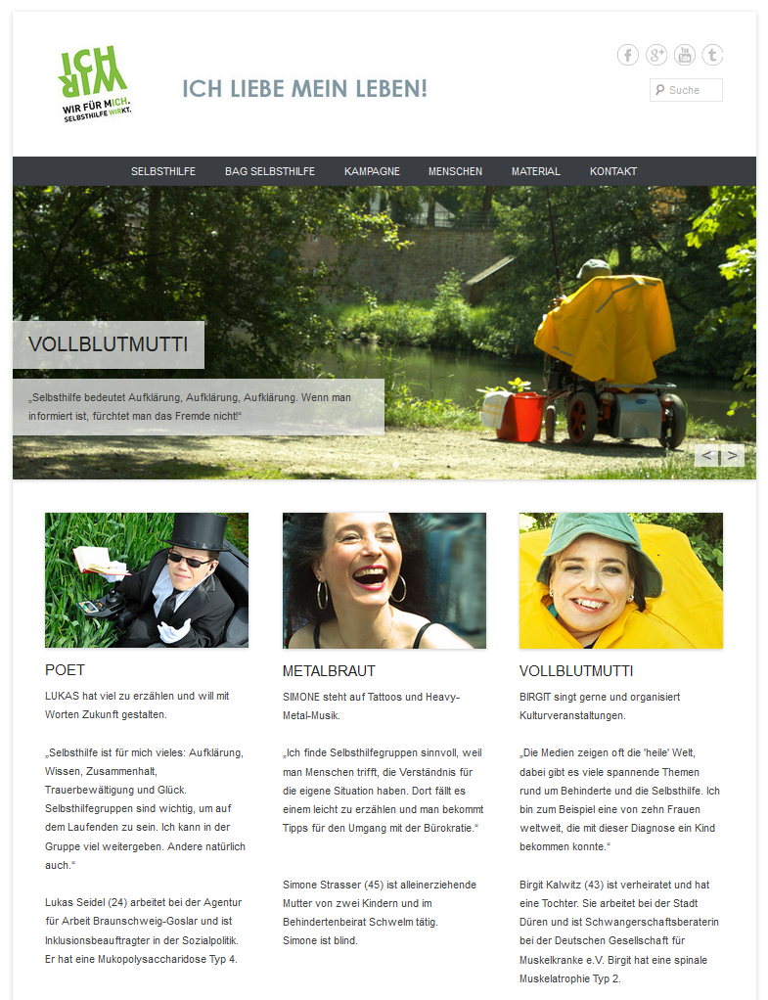 ICH
WIR
WIR FÜR MICH.
SELBSTHILFE WIRKT.
ICH LIEBE MEIN LEBEN!
f g+ You Tube t
Suche
SELBSTHILFE BAG SELBSTHILFE KAMPAGNE MENSCHEN MATERIAL KONTAKT
VOLLBLUTMUTTI
„Selbsthilfe bedeutet Aufklärung, Aufklärung, Aufklärung. Wenn man
informiert ist, fürchtet man das Fremde nicht!“
< >
POET
LUKAS hat viel zu erzählen und will mit
Worten Zukunft gestalten.
„Selbsthilfe ist für mich vieles: Aufklärung,
Wissen, Zusammenhalt,
Trauerbewältigung und Glück.
Selbsthilfegruppen sind wichtig, um auf
dem Laufenden zu sein. Ich kann in der
Gruppe viel weitergeben. Andere natürlich
auch.“
Lukas Seidel (24) arbeitet bei der Agentur
für Arbeit Braunschweig-Goslar und ist
Inklusionsbeauftragter in der Sozialpolitik.
Er hat eine Mukopolysaccharidose Typ 4.
METALBRAUT
SIMONE steht auf Tattoos und Heavy-
Metal-Musik.
„Ich finde Selbsthilfegruppen sinnvoll, weil
man Menschen trifft, die Verständnis für
die eigene Situation haben. Dort fällt es
einem leicht zu erzählen und man bekommt
Tipps für den Umgang mit der Bürokratie.“
Simone Strasser (45) ist alleinerziehende
Mutter von zwei Kindern und im
Behindertenbeirat Schwelm tätig.
Simone ist blind.
VOLLBLUTMUTTI
BIRGIT singt gerne und organisiert
Kulturveranstaltungen.
„Die Medien zeigen oft die 'heile' Welt,
dabei gibt es viele spannende Themen
rund um Behinderte und die Selbsthilfe. Ich
bin zum Beispiel eine von zehn Frauen
weltweit, die mit dieser Diagnose ein Kind
bekommen konnte.“
Birgit Kalwitz (43) ist verheiratet und hat
eine Tochter. Sie arbeitet bei der Stadt
Düren und ist Schwangerschaftsberaterin
bei der Deutschen Gesellschaft für
Muskelkranke e.V. Birgit hat eine spinale
Muskelatrophie Typ 2.